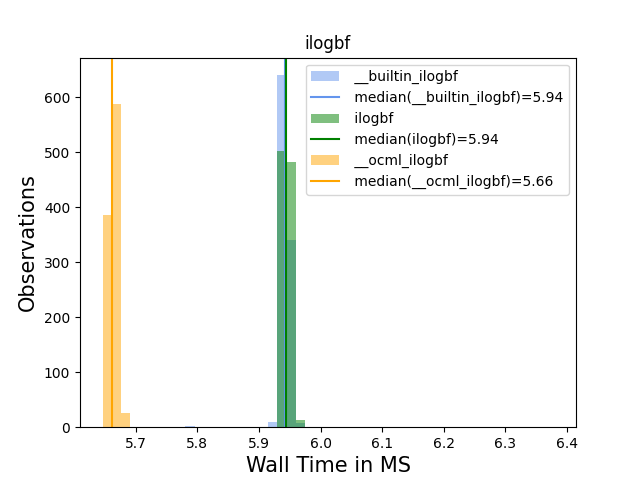 ilogbf
__builtin_ilogbf
median(__builtin_ilogbf)=5.94
ilogbf
median(ilogbf)=5.94
__ocml_ilogbf
median(__ocml_ilogbf)=5.66
Observations
600
500
400
300
200
100
0
5.7 5.8 5.9 6.0 6.1 6.2 6.3 6.4
Wall Time in MS